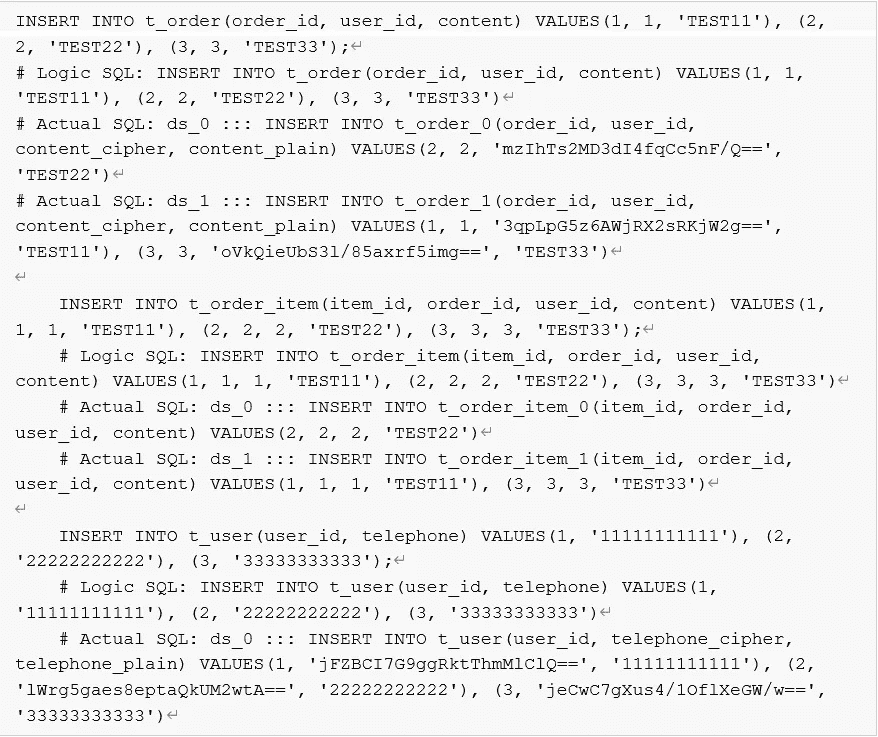 INSERT INTO t_order(order_id, user_id, content) VALUES(1, 1, 'TEST11'), (2,
2, 'TEST22'), (3, 3, 'TEST33');↵
# Logic SQL: INSERT INTO t_order(order_id, user_id, content) VALUES(1, 1,
'TEST11'), (2, 2, 'TEST22'), (3, 3, 'TEST33')↵
# Actual SQL: ds_0 ::: INSERT INTO t_order_0(order_id, user_id,
content_cipher, content_plain) VALUES(2, 2, 'mzIhTs2MD3dI4fqCc5nF/Q==',
'TEST22')↵
# Actual SQL: ds_1 ::: INSERT INTO t_order_1(order_id, user_id,
content_cipher, content_plain) VALUES(1, 1, '3qpLpG5z6AWjRX2sRKjW2g==',
'TEST11'), (3, 3, 'oVkQieUbS3l/85axrf5img==', 'TEST33')↵
↵
    INSERT INTO t_order_item(item_id, order_id, user_id, content) VALUES(1,
1, 1, 'TEST11'), (2, 2, 2, 'TEST22'), (3, 3, 3, 'TEST33');↵
    # Logic SQL: INSERT INTO t_order_item(item_id, order_id, user_id,
content) VALUES(1, 1, 1, 'TEST11'), (2, 2, 2, 'TEST22'), (3, 3, 3, 'TEST33')↵
    # Actual SQL: ds_0 ::: INSERT INTO t_order_item_0(item_id, order_id,
user_id, content) VALUES(2, 2, 2, 'TEST22')↵
    # Actual SQL: ds_1 ::: INSERT INTO t_order_item_1(item_id, order_id,
user_id, content) VALUES(1, 1, 1, 'TEST11'), (3, 3, 3, 'TEST33')↵
↵
    INSERT INTO t_user(user_id, telephone) VALUES(1, '11111111111'), (2,
'22222222222'), (3, '33333333333');↵
    # Logic SQL: INSERT INTO t_user(user_id, telephone) VALUES(1,
'11111111111'), (2, '22222222222'), (3, '33333333333')↵
    # Actual SQL: ds_0 ::: INSERT INTO t_user(user_id, telephone_cipher,
telephone_plain) VALUES(1, 'jFZBCI7G9ggRktThmMlClQ==', '11111111111'), (2,
'lWrg5gaes8eptaQkUM2wtA==', '22222222222'), (3, 'jeCwC7gXus4/1OflXeGW/w==',
'33333333333')↵